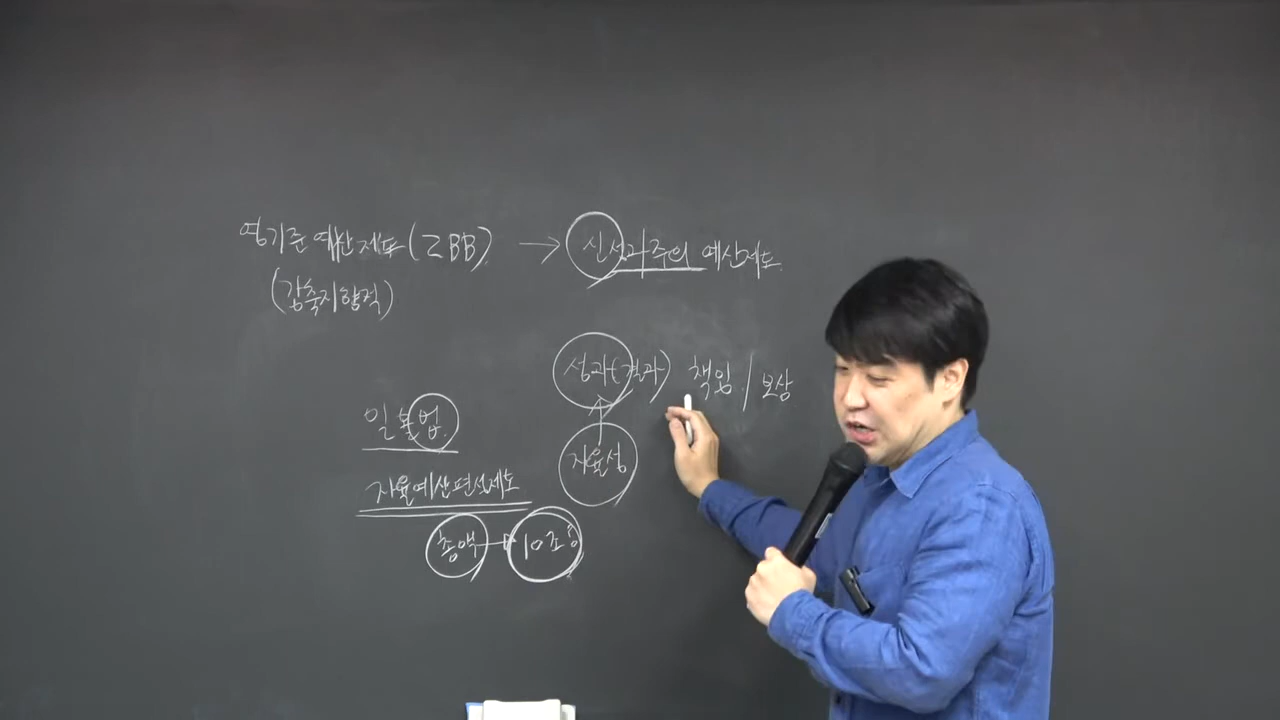 영기준 예산제도(ZBB) → 신성과주의 예산제도
(감축지향적)
성과(결과) 책임 / 보상
자율성
일몰법
자율예산편성제도
총액 → 10조